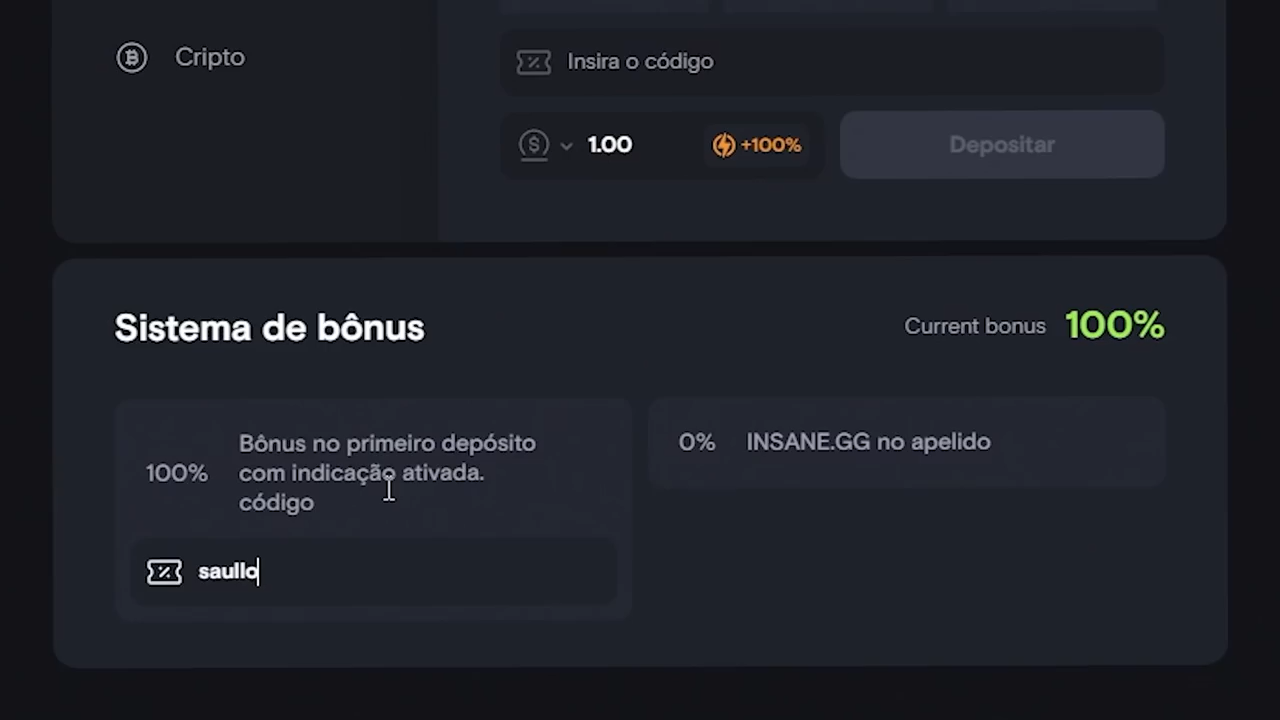 Cripto
Insira o código
1.00
+100%
Depositar
Sistema de bônus
Current bonus 100%
100%
Bônus no primeiro depósito
com indicação ativada.
código
saullo
0% INSANE.GG no apelido